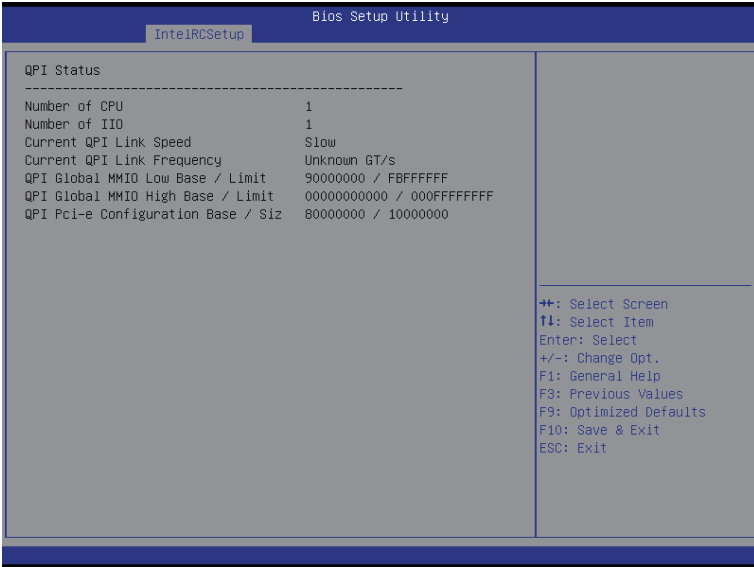 Bios Setup Utility
IntelRCSetup
QPI Status
------------------------------------------------
Number of CPU 1
Number of IIO 1
Current QPI Link Speed Slow
Current QPI Link Frequency Unknown GT/s
QPI Global MMIO Low Base / Limit 90000000 / FBFFFFFF
QPI Global MMIO High Base / Limit 00000000000 / 000FFFFFFFF
QPI Pci-e Configuration Base / Siz 80000000 / 10000000
→←: Select Screen
↑↓: Select Item
Enter: Select
+/-: Change Opt.
F1: General Help
F3: Previous Values
F9: Optimized Defaults
F10: Save & Exit
ESC: Exit